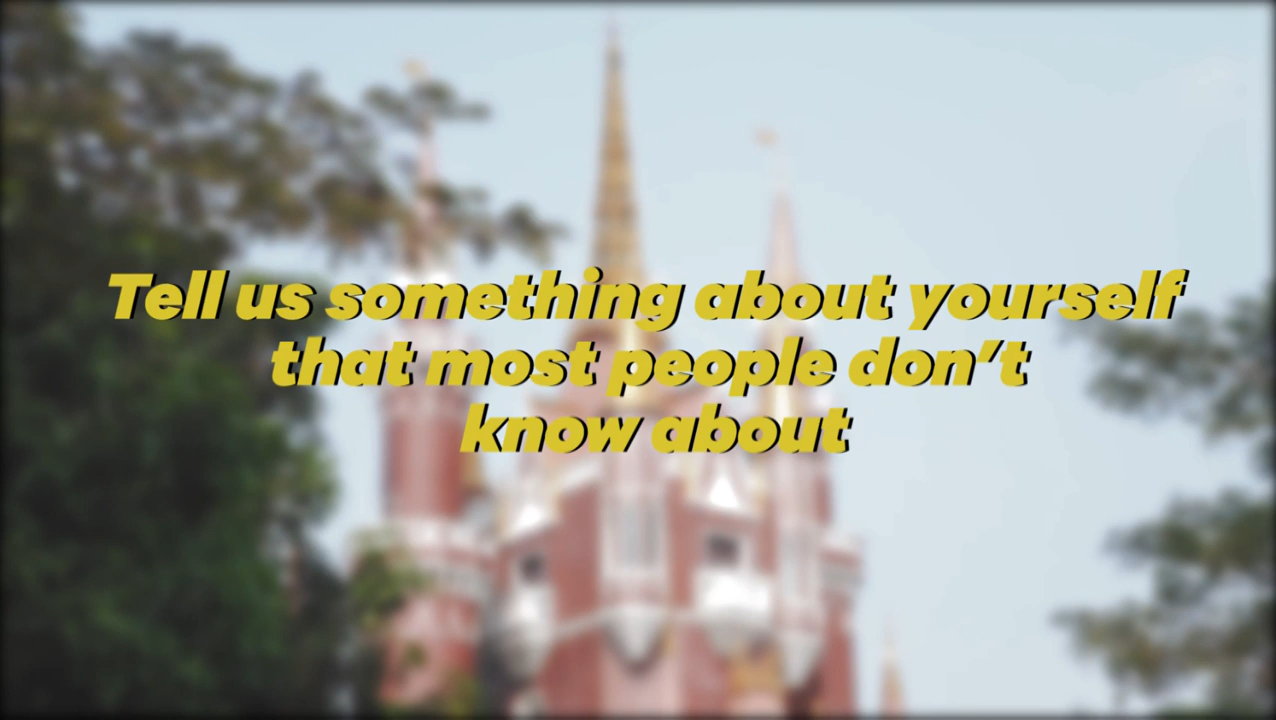 Tell us something about yourself
that most people don’t
know about